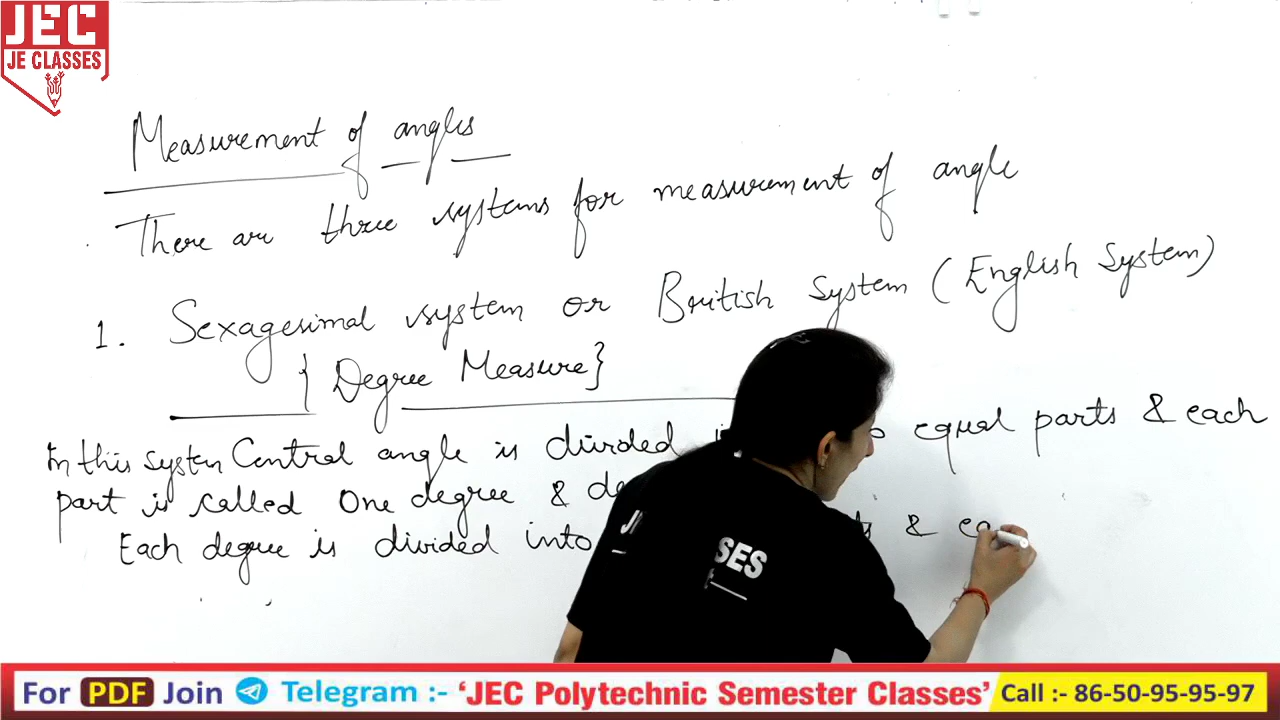 JEC
JE CLASSES
Measurement of angles
There are three systems for measurement of angle
1. Sexagesimal system or British System (English System)
{Degree Measure}
In this system Central angle is divided equal parts & each
part is called One degree & de
Each degree is divided into & ea
SES
For PDF Join Telegram :- 'JEC Polytechnic Semester Classes' Call :- 86-50-95-95-97